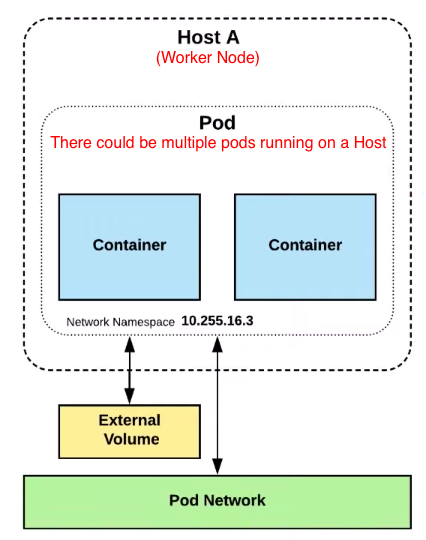 Host A
(Worker Node)
Pod
There could be multiple pods running on a Host
Container
Container
Network Namespace 10.255.16.3
External
Volume
Pod Network